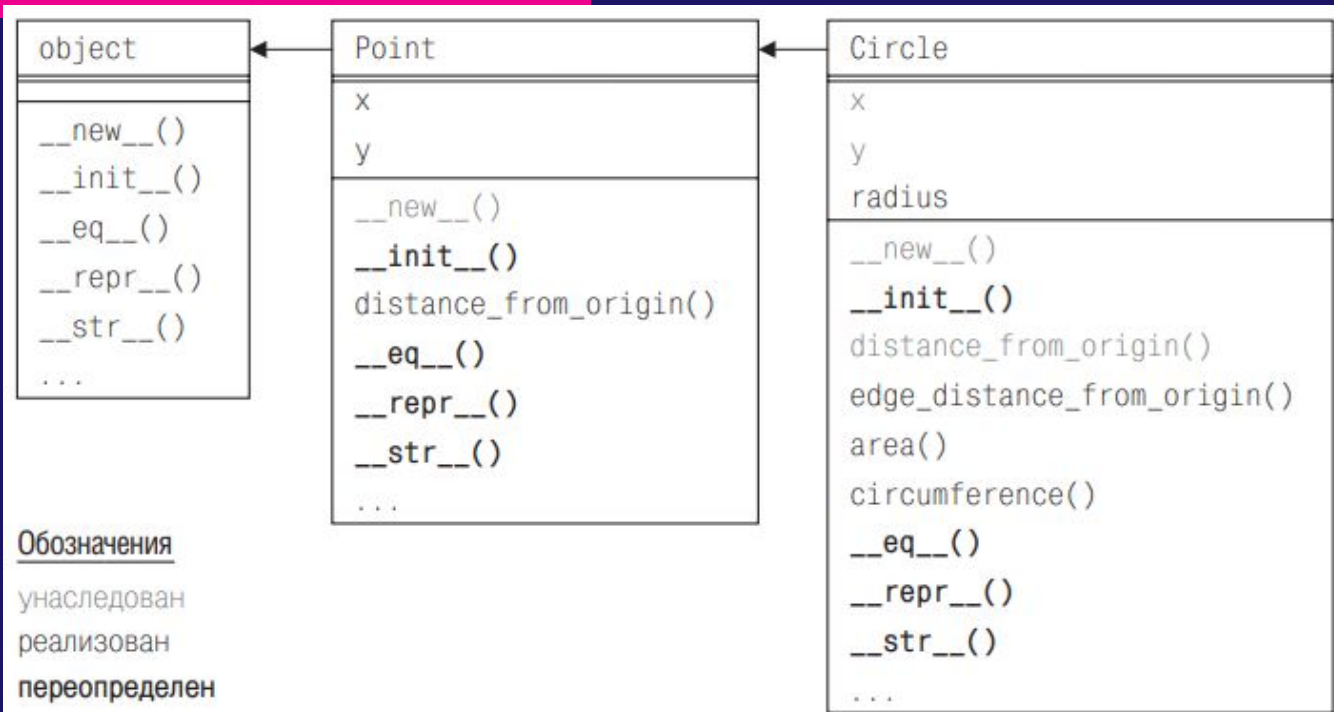 object
__new__()
__init__()
__eq__()
__repr__()
__str__()
...
Point
x
y
__new__()
__init__()
distance_from_origin()
__eq__()
__repr__()
__str__()
...
Circle
x
y
radius
__new__()
__init__()
distance_from_origin()
edge_distance_from_origin()
area()
circumference()
__eq__()
__repr__()
__str__()
...
Обозначения
унаследован
реализован
переопределен